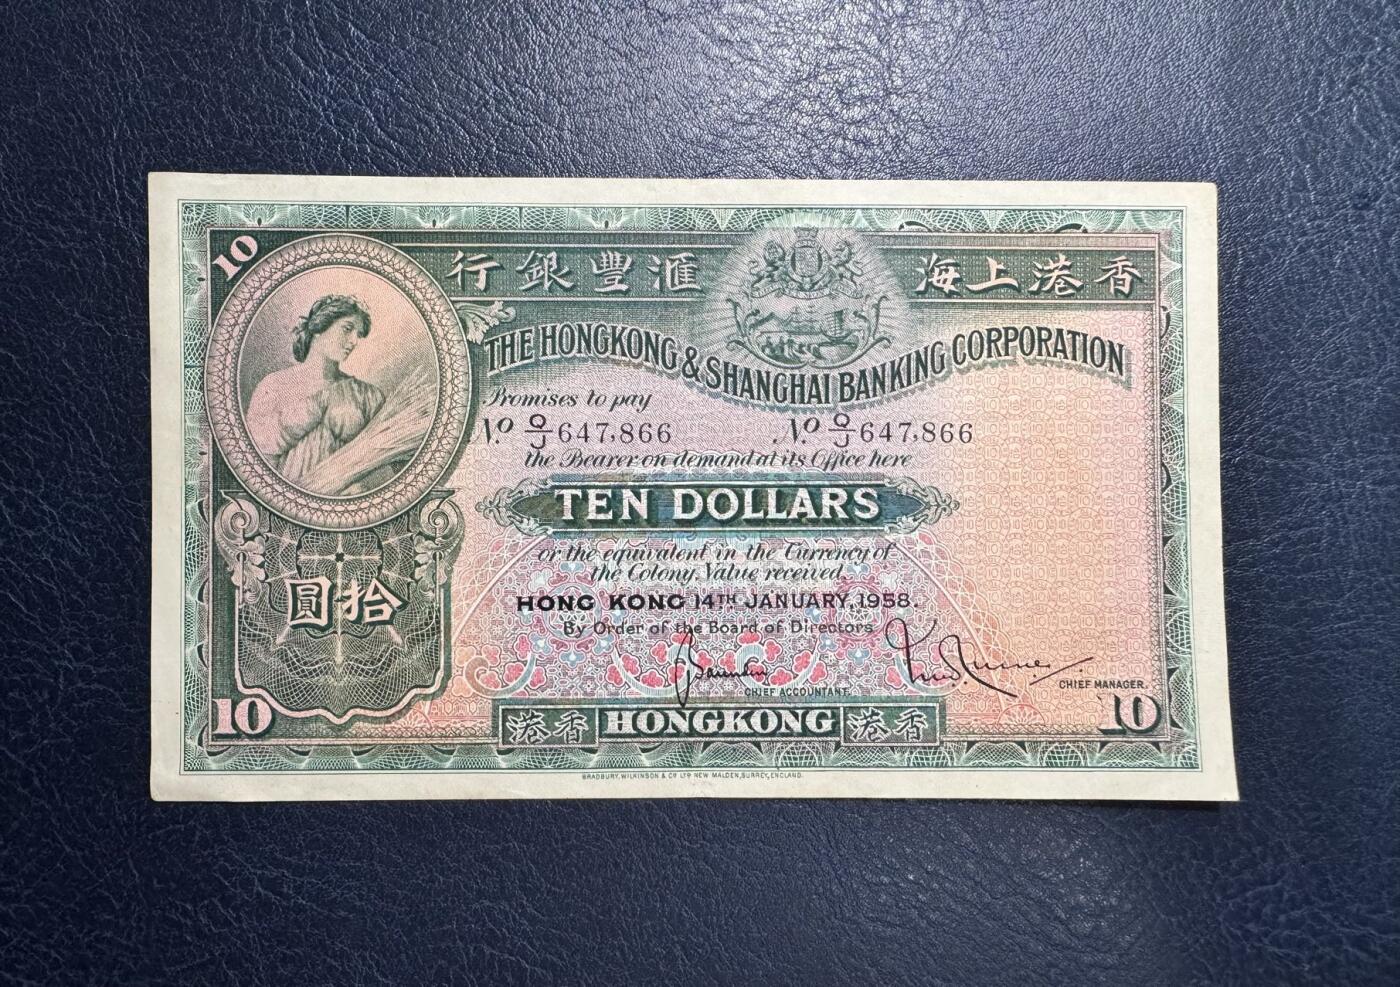 10
香港上海 滙豐銀行
THE HONGKONG & SHANGHAI BANKING CORPORATION
Promises to pay
No. Q/J 647,866 No. Q/J 647,866
the Bearer on demand at its Office here
TEN DOLLARS
or the equivalent in the Currency of
the Colony. Value received.
拾圓
HONG KONG 14TH JANUARY, 1958.
By Order of the Board of Directors
CHIEF ACCOUNTANT.
CHIEF MANAGER.
10 香港 HONGKONG 香港 10
BRADBURY, WILKINSON & Co LTD NEW MALDEN, SURREY, ENGLAND.